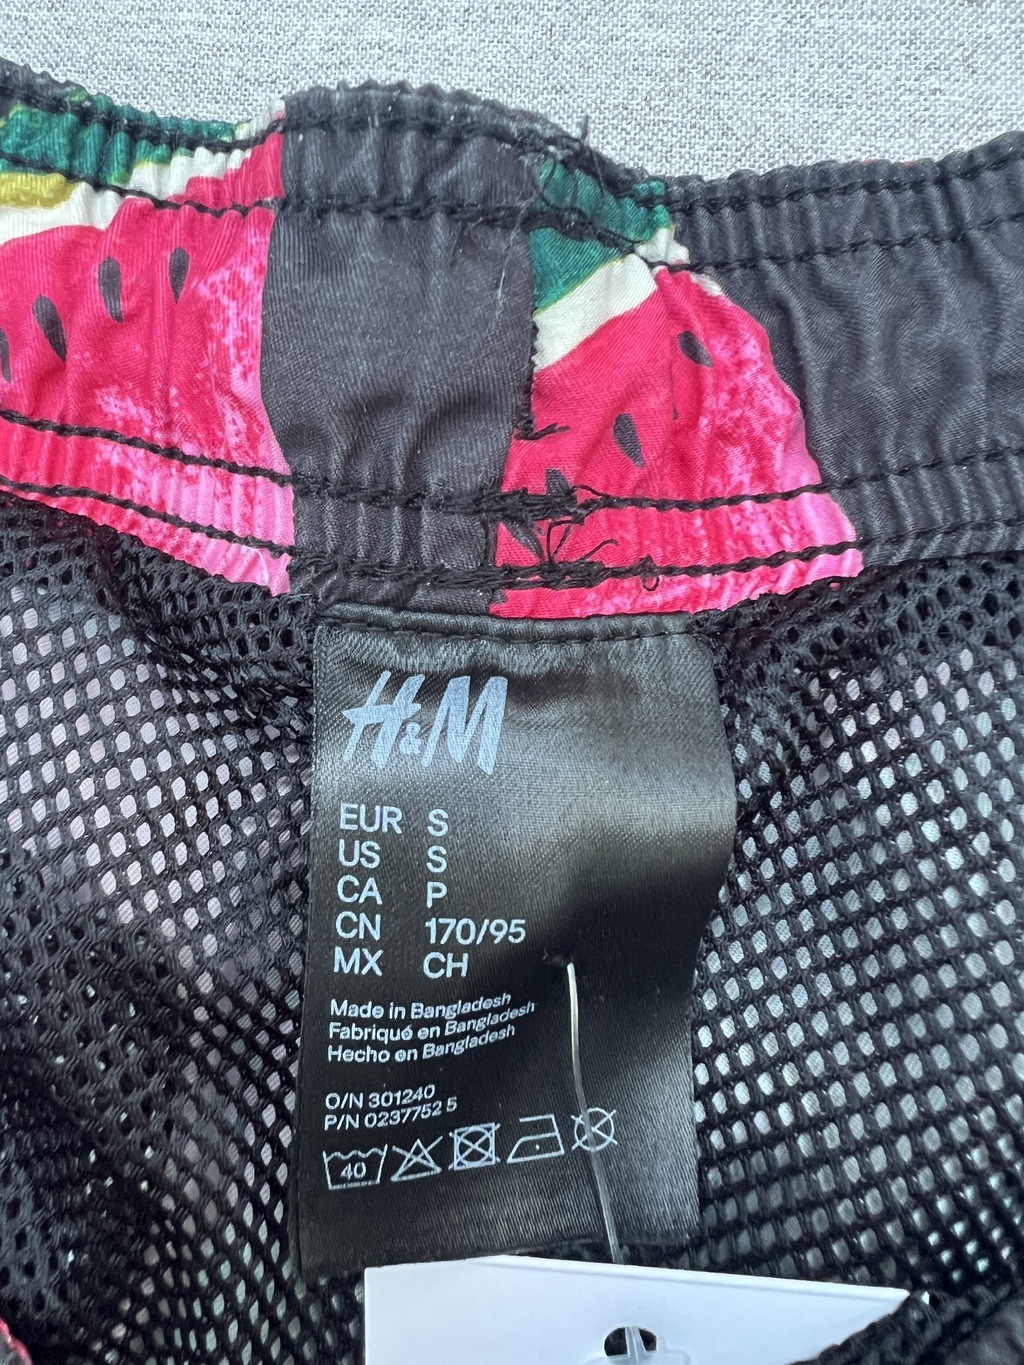 H&M
EUR S
US S
CA P
CN 170/95
MX CH
Made in Bangladesh
Fabriqué en Bangladesh
Hecho en Bangladesh
O/N 301240
P/N 0237752 5
40